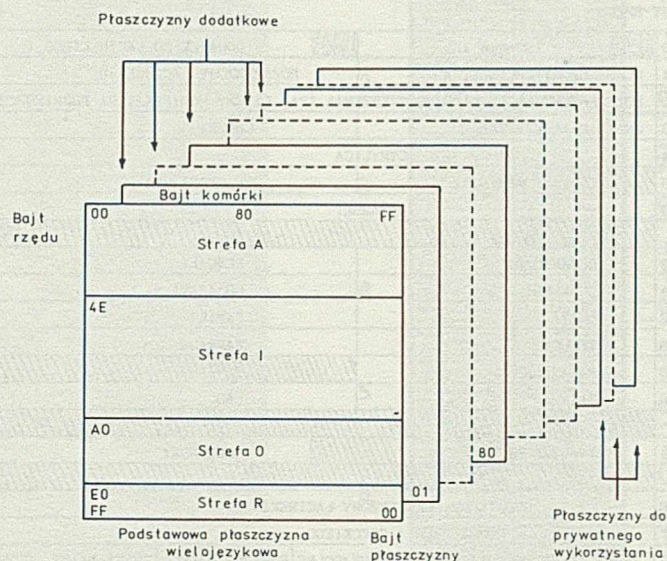 Płaszczyzny dodatkowe
Bajt komórki
Bajt
rzędu
00 80 FF
Strefa A
4E
Strefa I
A0
Strefa O
E0
FF
Strefa R
00
01
80
Podstawowa płaszczyzna
wielojęzykowa
Bajt
płaszczyzny
Płaszczyzny do
prywatnego
wykorzystania